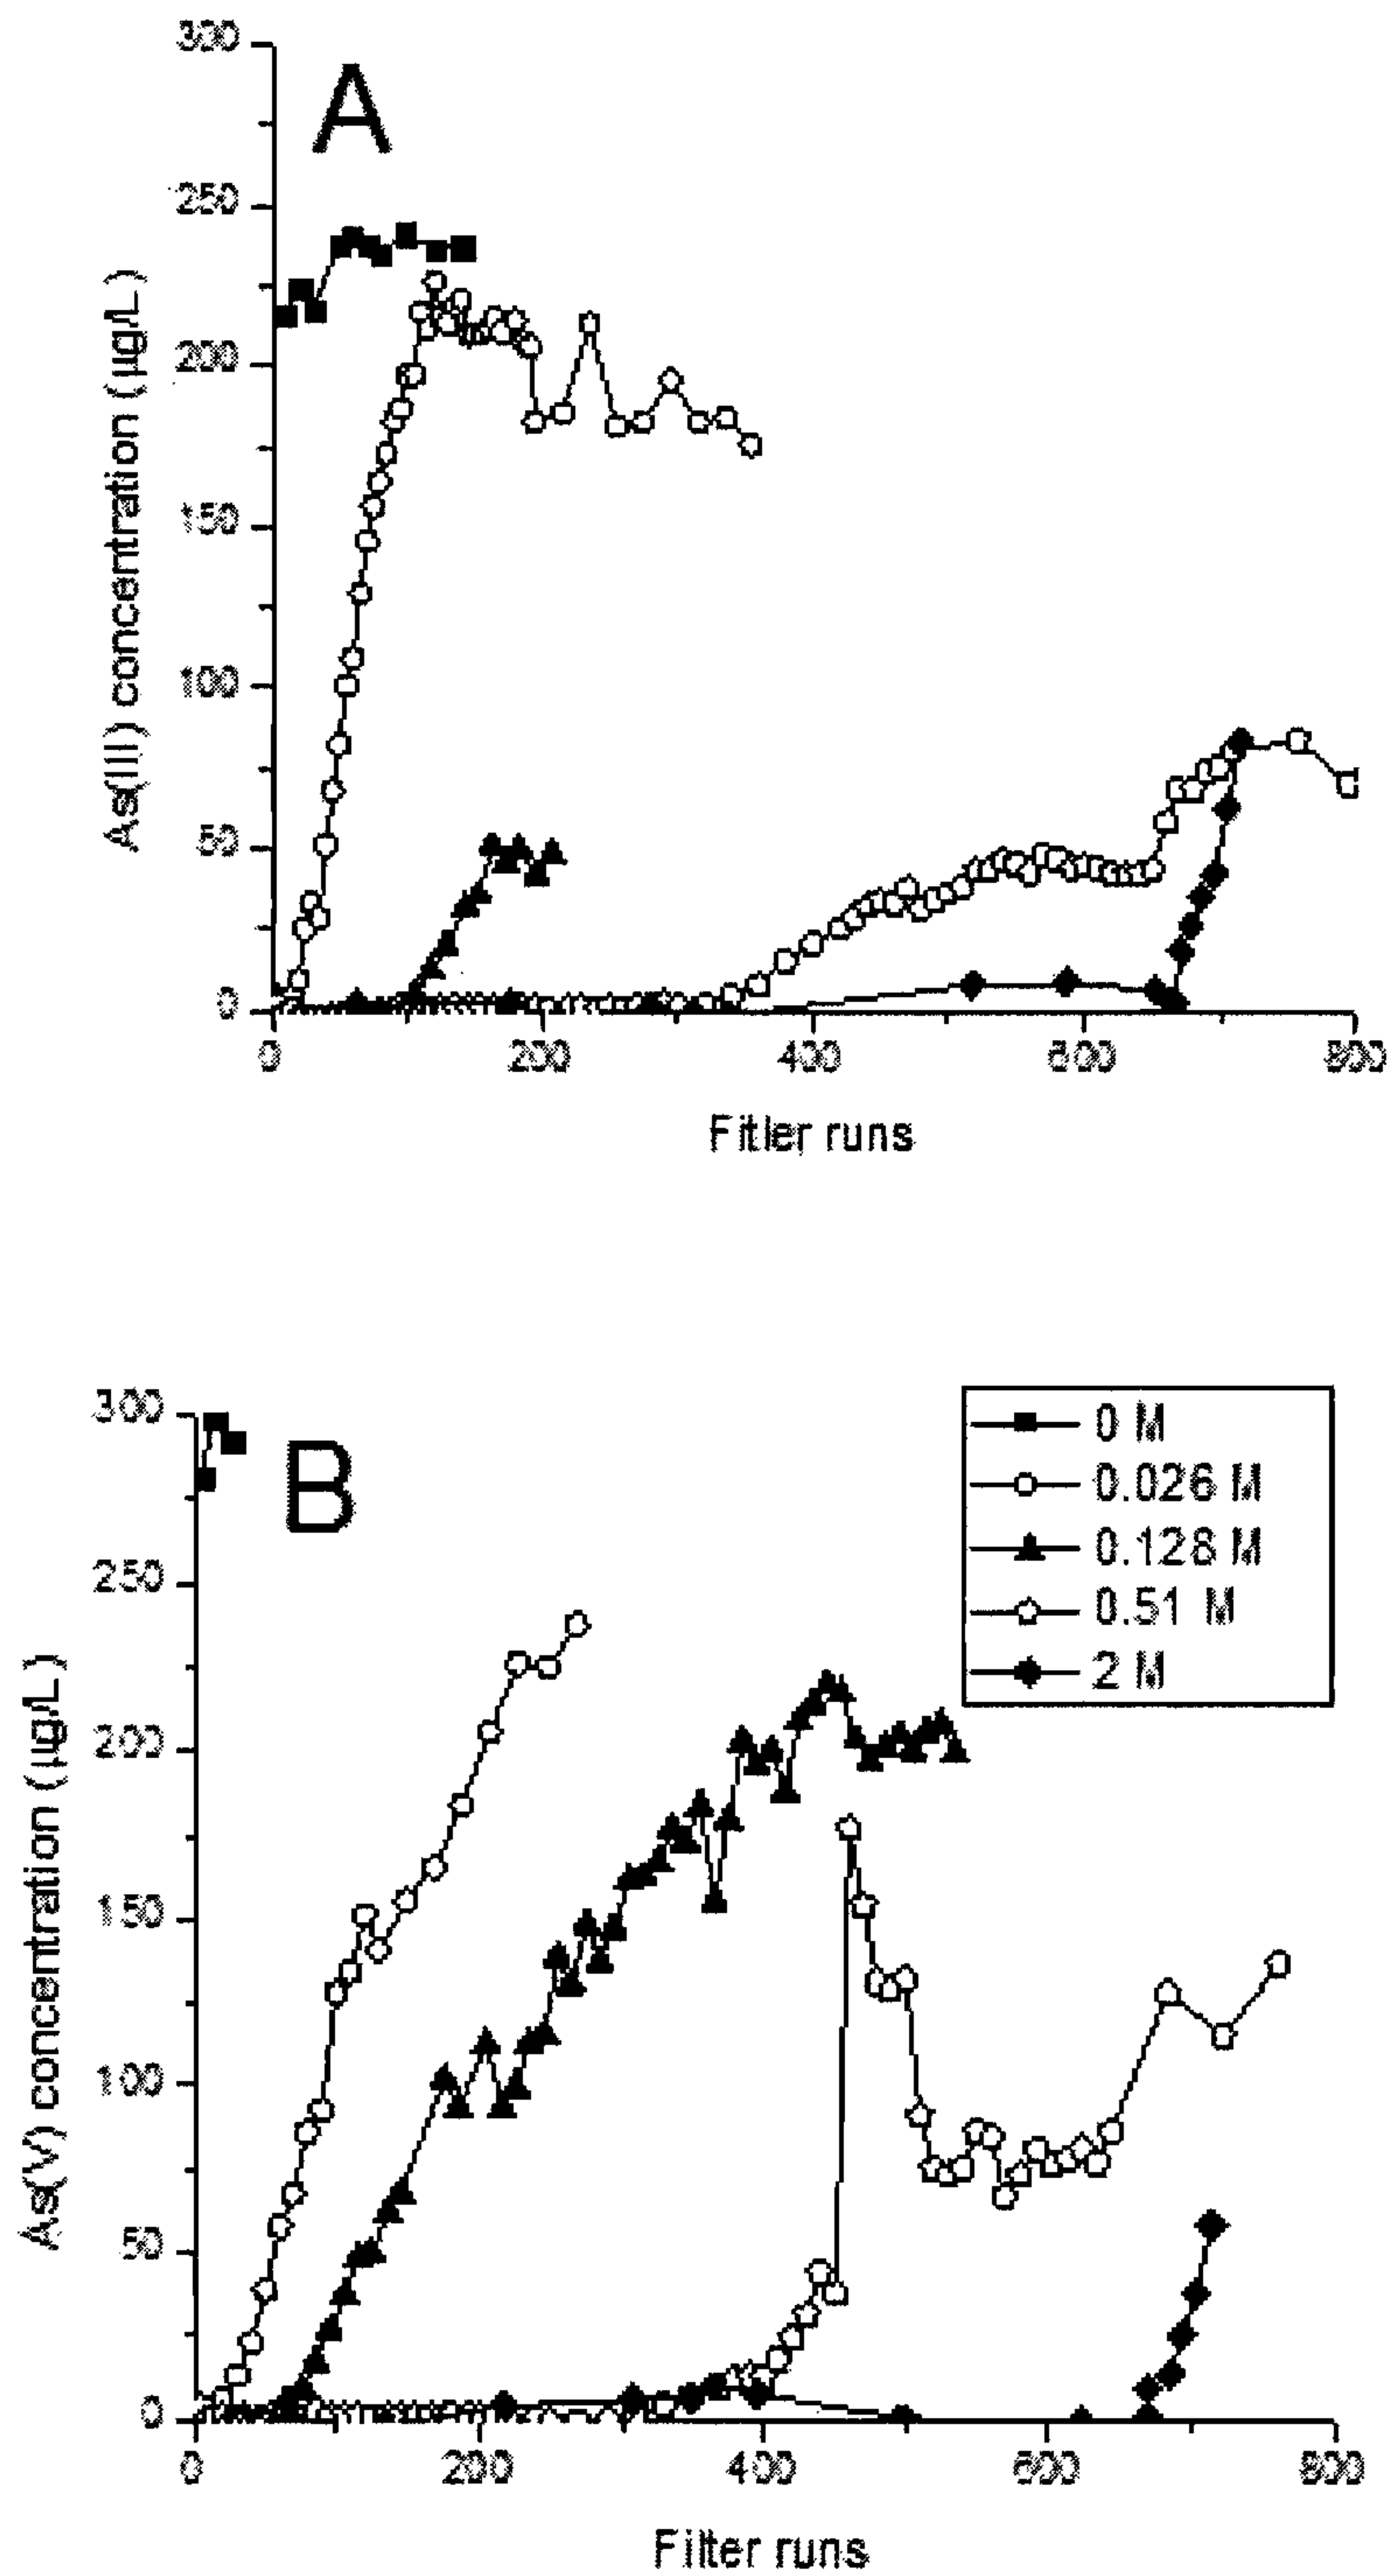 300
A
250
200
150
100
50
0
0 200 400 600 800
As(III) concentration (µg/L)
Fitler runs
300
B
250
200
150
100
50
0
0 200 400 600 800
As(V) concentration (µg/L)
Filter runs
0 M
0.026 M
0.128 M
0.51 M
2 M